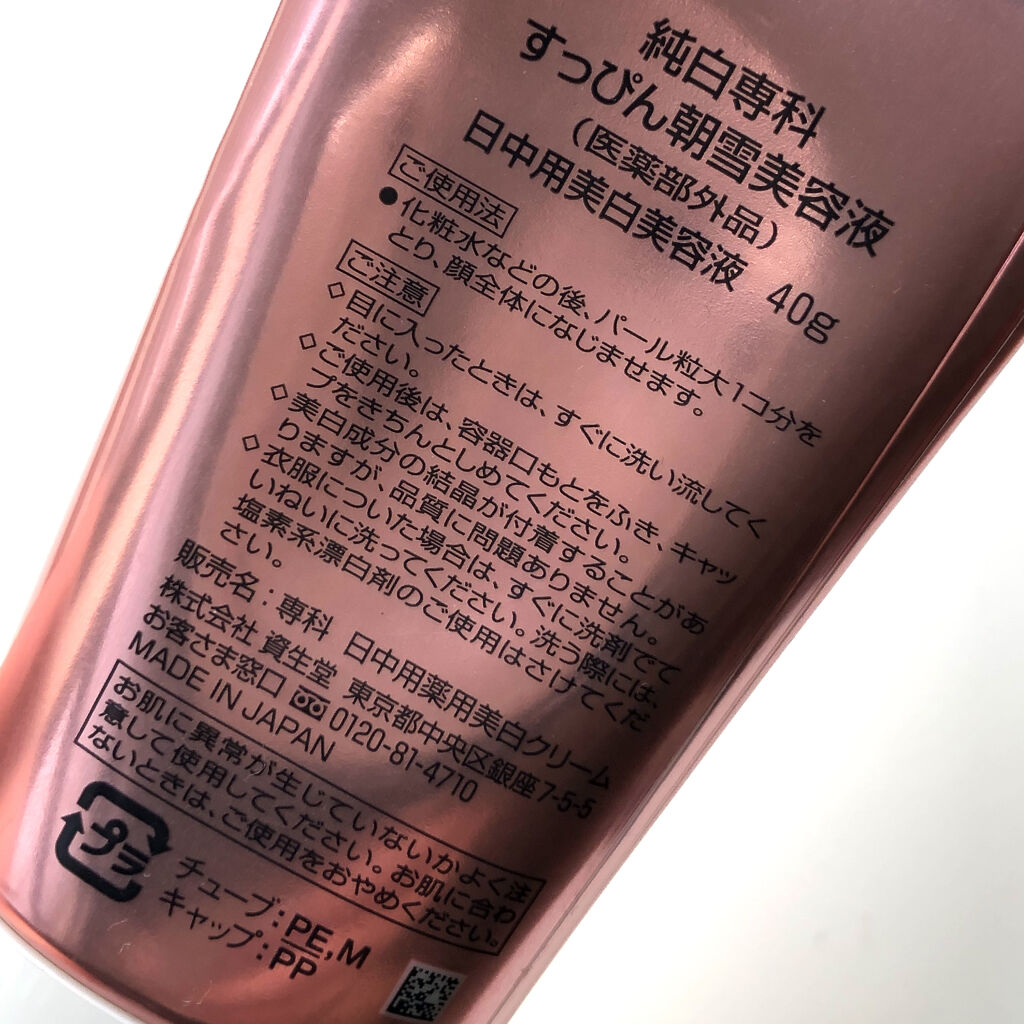 純白専科
すっぴん朝雪美容液
(医薬部外品)
日中用美白美容液 40g
ご使用法
●化粧水などの後、パール粒大1コ分を
とり、顔全体になじませます。
ご注意
◇目に入ったときは、すぐに洗い流してく
ださい。
◇ご使用後は、容器口もとをふき、キャッ
プをきちんとしめてください。
◇美白成分の結晶が付着することがあ
りますが、品質に問題ありません。
◇衣服についた場合は、すぐに洗剤でて
いねいに洗ってください。洗う際には、
塩素系漂白剤のご使用はさけてくだ
さい。
販売名:専科 日中用薬用美白クリーム
株式会社 資生堂 東京都中央区銀座7-5-5
お客さま窓口 0120-81-4710
MADE IN JAPAN
お肌に異常が生じていないかよく注
意して使用してください。お肌に合わ
ないときは、ご使用をおやめください。
プラ
チューブ:PE,M
キャップ:PP